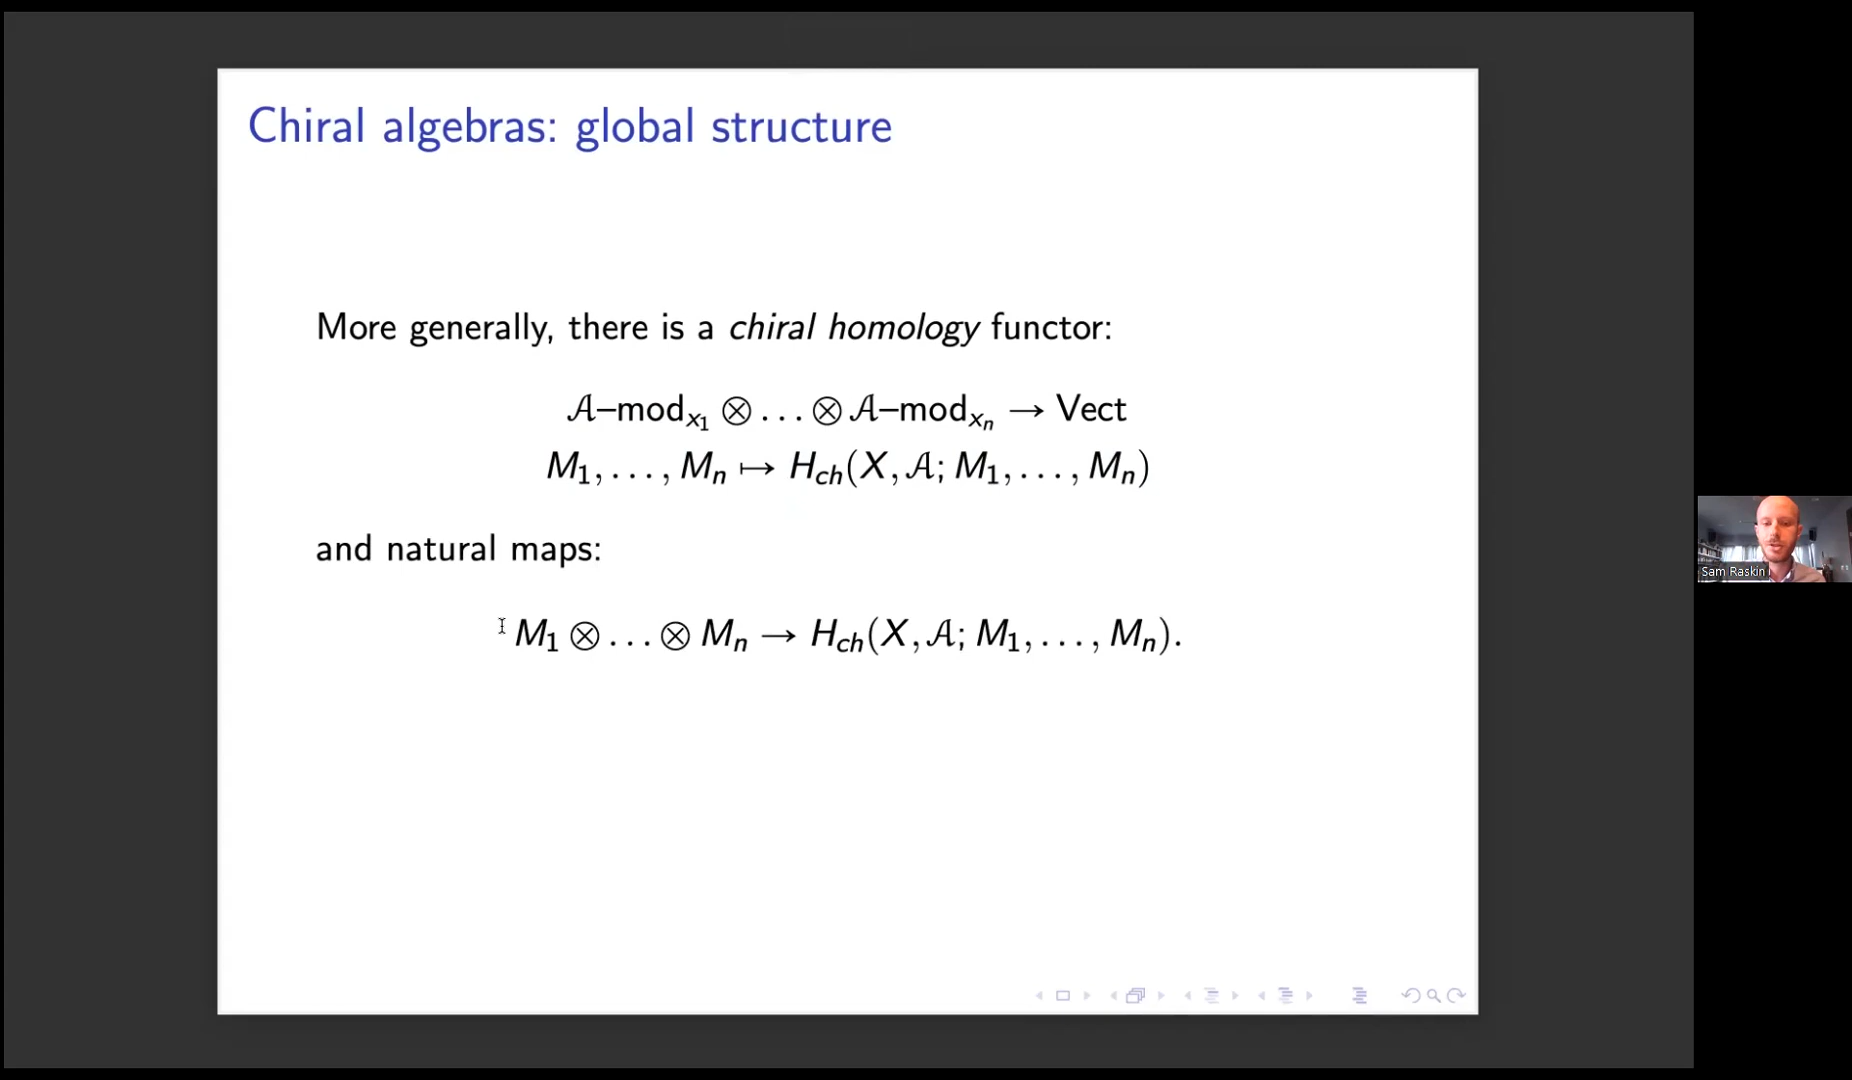 Chiral algebras: global structure
More generally, there is a chiral homology functor:
𝒜–mod_{x_1} ⊗ … ⊗ 𝒜–mod_{x_n} → Vect
M_1, …, M_n ↦ H_{ch}(X, 𝒜; M_1, …, M_n)
and natural maps:
M_1 ⊗ … ⊗ M_n → H_{ch}(X, 𝒜; M_1, …, M_n).
Sam Raskin